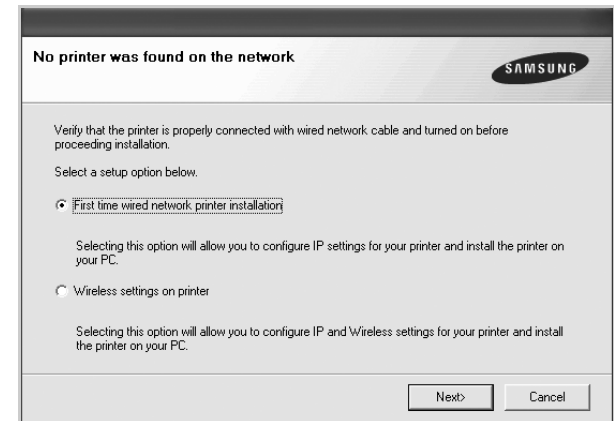 No printer was found on the network
SAMSUNG
Verify that the printer is properly connected with wired network cable and turned on before
proceeding installation.
Select a setup option below.
First time wired network printer installation
Selecting this option will allow you to configure IP settings for your printer and install the printer on
your PC.
Wireless settings on printer
Selecting this option will allow you to configure IP and Wireless settings for your printer and install
the printer on your PC.
Next>
Cancel